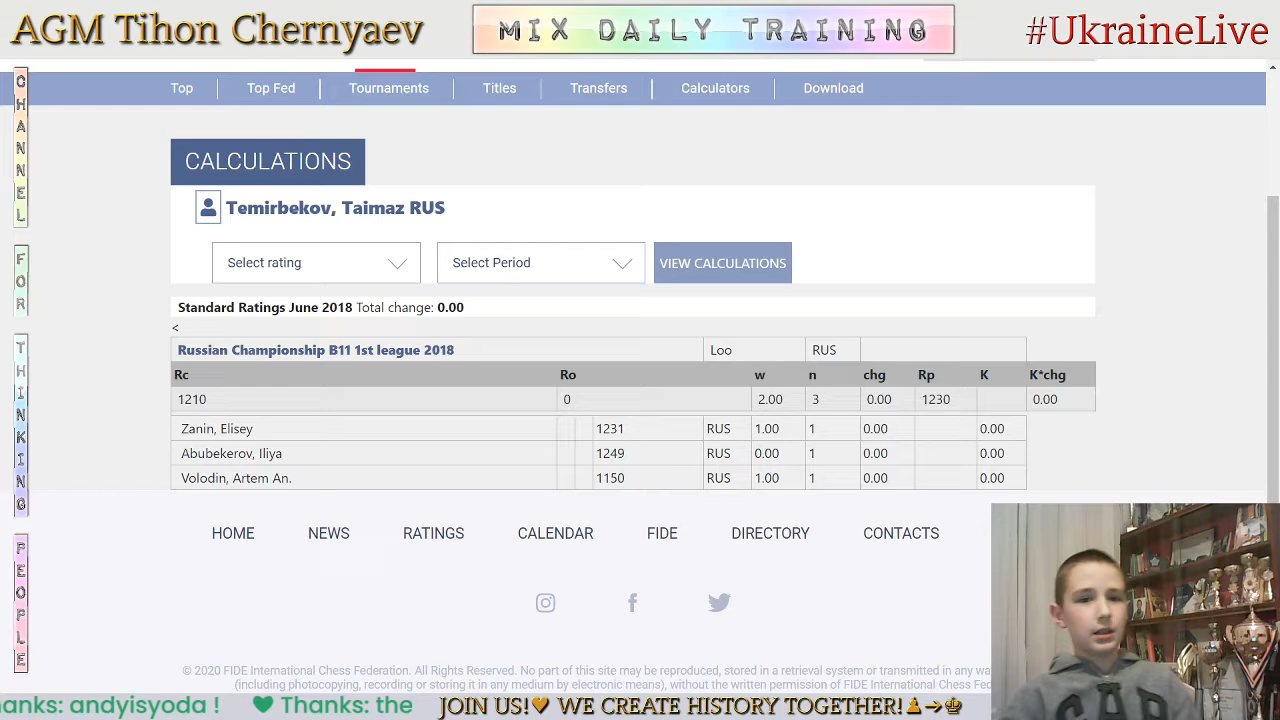 AGM Tihon Chernyaev
MIX DAILY TRAINING
#UkraineLive
CHANNEL FOR THINKING PEOPLE
Top Top Fed Tournaments Titles Transfers Calculators Download
CALCULATIONS
Temirbekov, Taimaz RUS
Select rating Select Period VIEW CALCULATIONS
Standard Ratings June 2018 Total change: 0.00
<
Russian Championship B11 1st league 2018 Loo RUS
Rc Ro w n chg Rp K K*chg
1210 0 2.00 3 0.00 1230 0.00
Zanin, Elisey 1231 RUS 1.00 1 0.00 0.00
Abubekerov, Iliya 1249 RUS 0.00 1 0.00 0.00
Volodin, Artem An. 1150 RUS 1.00 1 0.00 0.00
HOME NEWS RATINGS CALENDAR FIDE DIRECTORY CONTACTS
© 2020 FIDE International Chess Federation. All Rights Reserved. No part of this site may be reproduced, stored in a retrieval system or transmitted in any wa
(including photocopying, recording or storing it in any medium by electronic means), without the written permission of FIDE International Chess Fede
hanks: andyisyoda ! 💚 Thanks: the
JOIN US!🧡 WE CREATE HISTORY TOGETHER!♟→♚
GAP